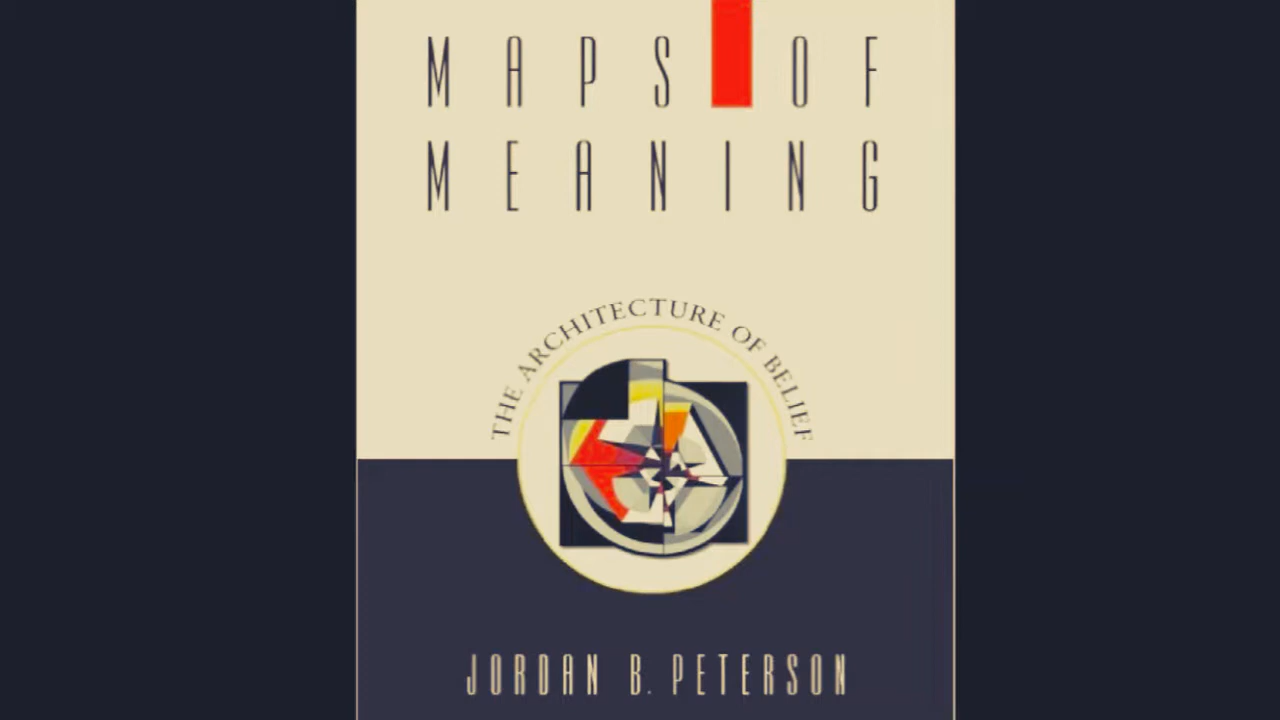 MAPS OF
MEANING
THE ARCHITECTURE OF BELIEF
JORDAN B. PETERSON